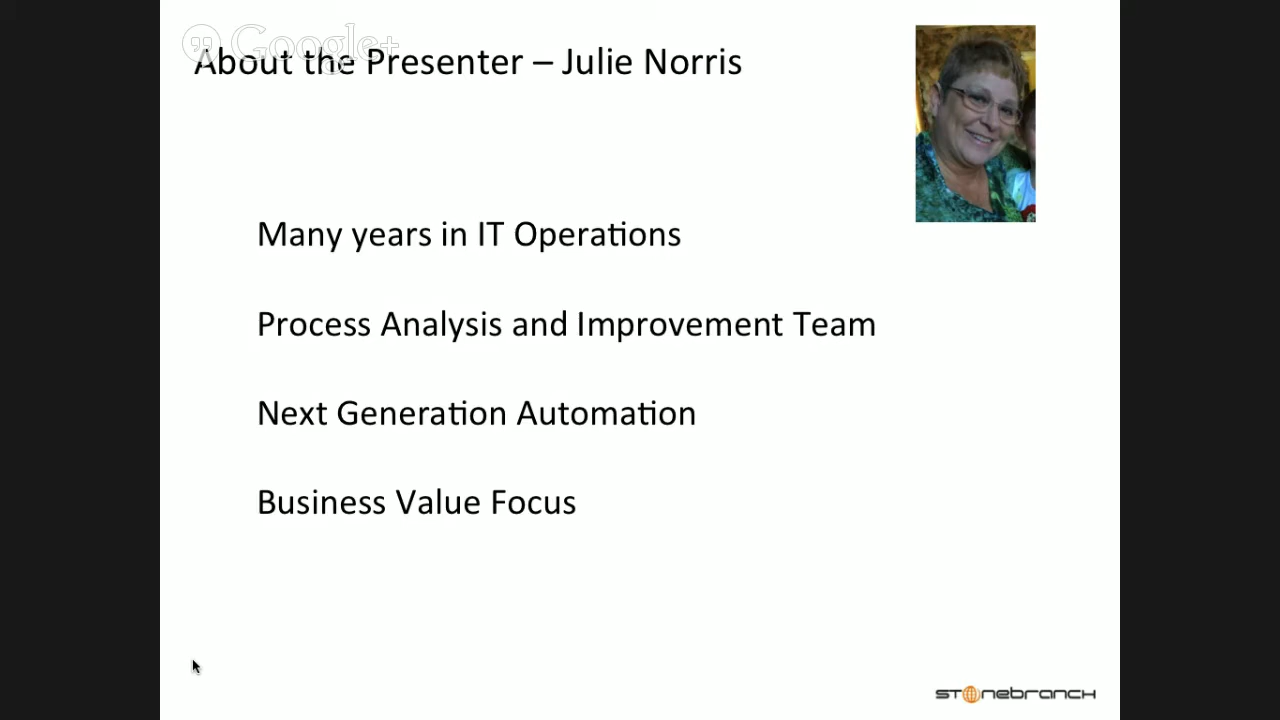 Google+
About the Presenter – Julie Norris
Many years in IT Operations
Process Analysis and Improvement Team
Next Generation Automation
Business Value Focus
stonebranch